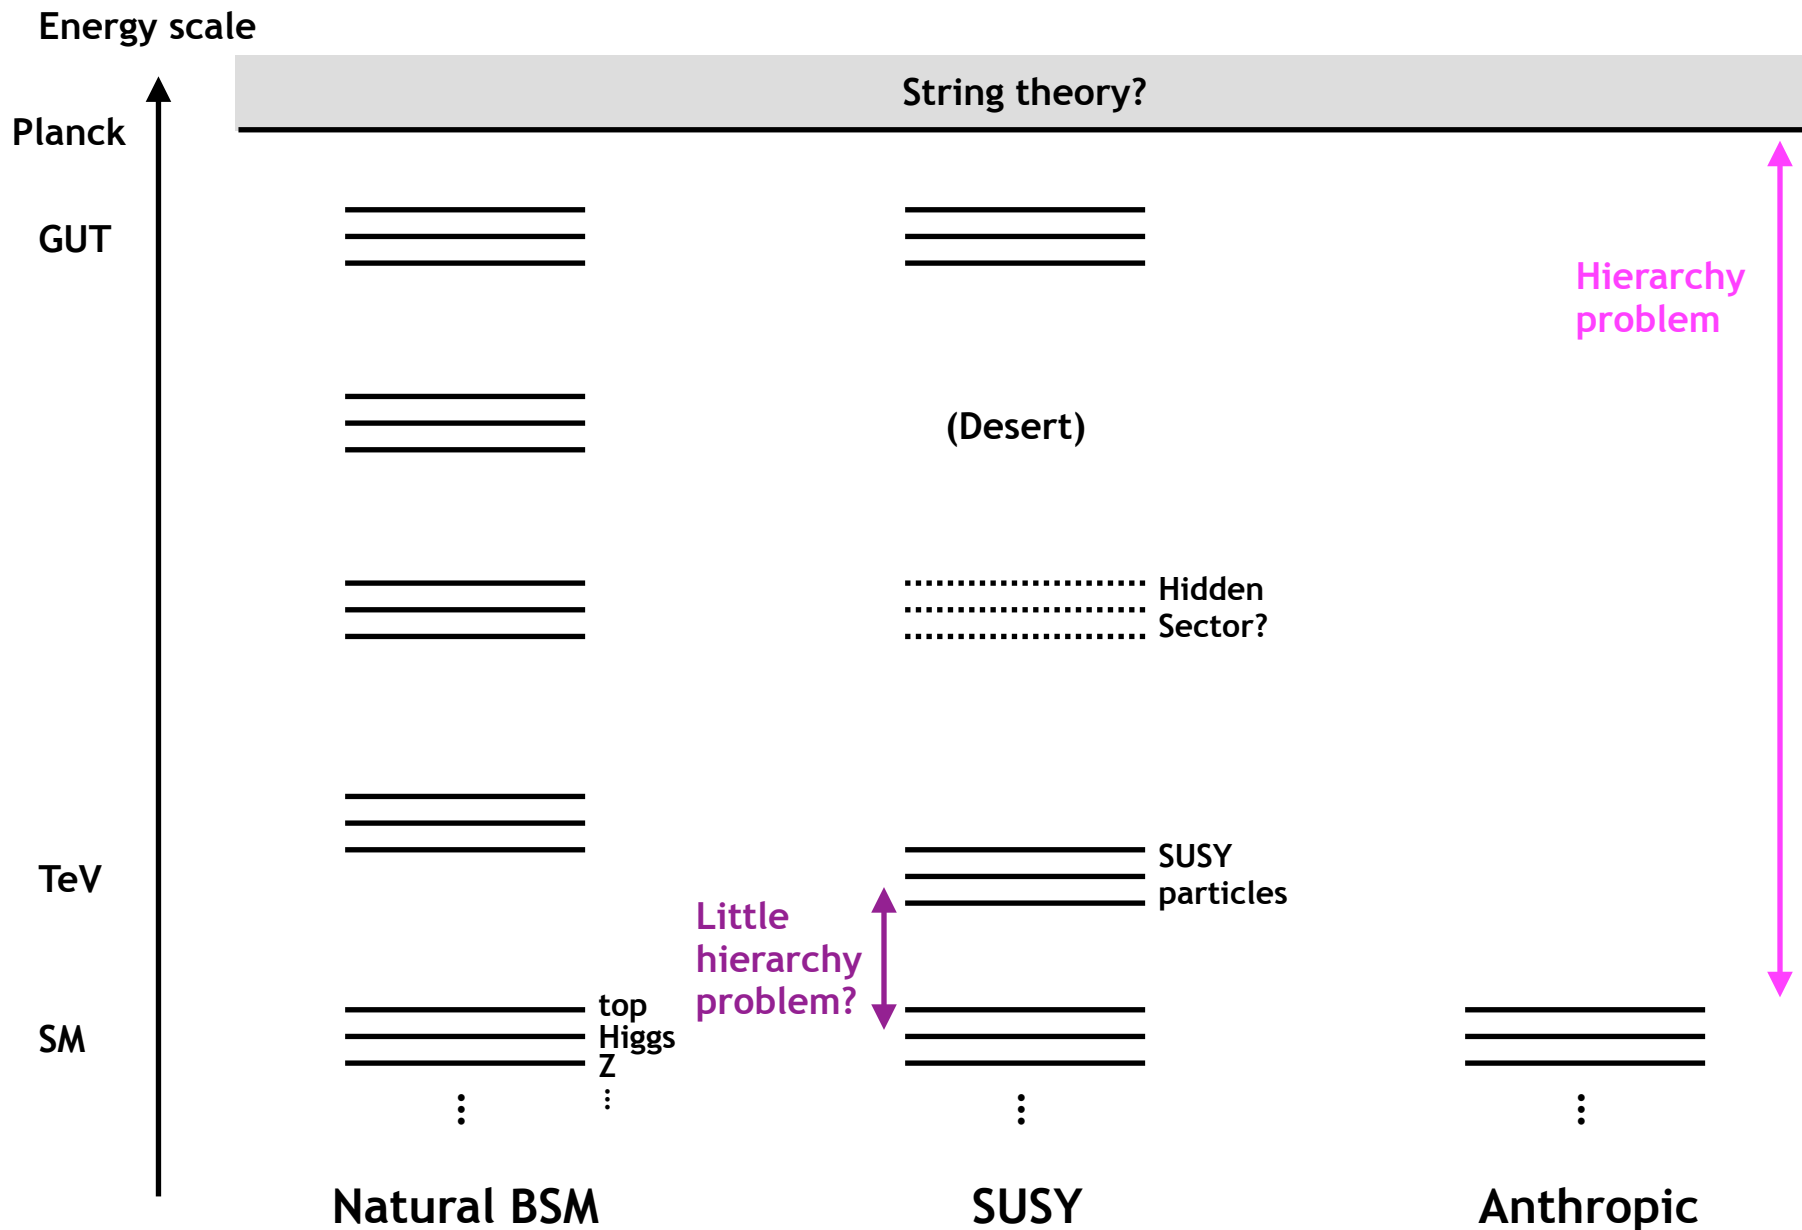 Energy scale
String theory?
Planck
GUT
Hierarchy
problem
(Desert)
Hidden
Sector?
SUSY
particles
TeV
Little
hierarchy
problem?
top
Higgs
Z
SM
Natural BSM
SUSY
Anthropic